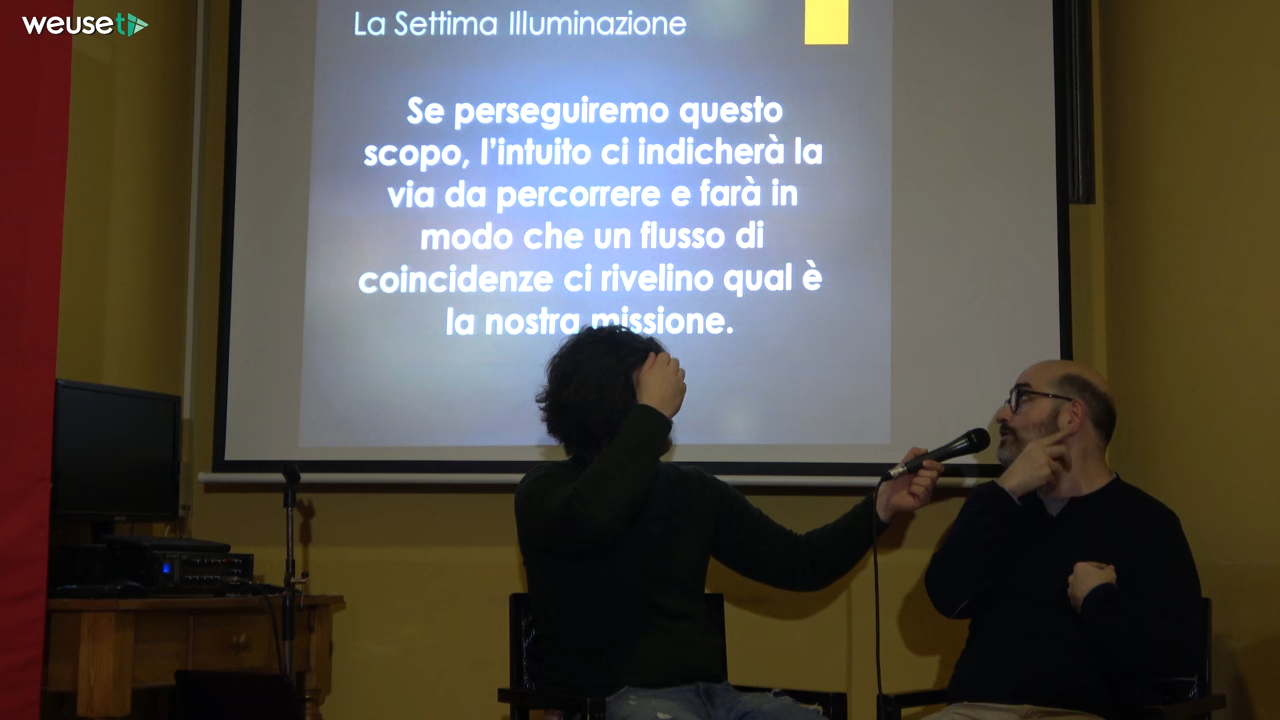 weusetv
La Settima Illuminazione
Se perseguiremo questo
scopo, l'intuito ci indicherà la
via da percorrere e farà in
modo che un flusso di
coincidenze ci rivelino qual è
la nostra missione.